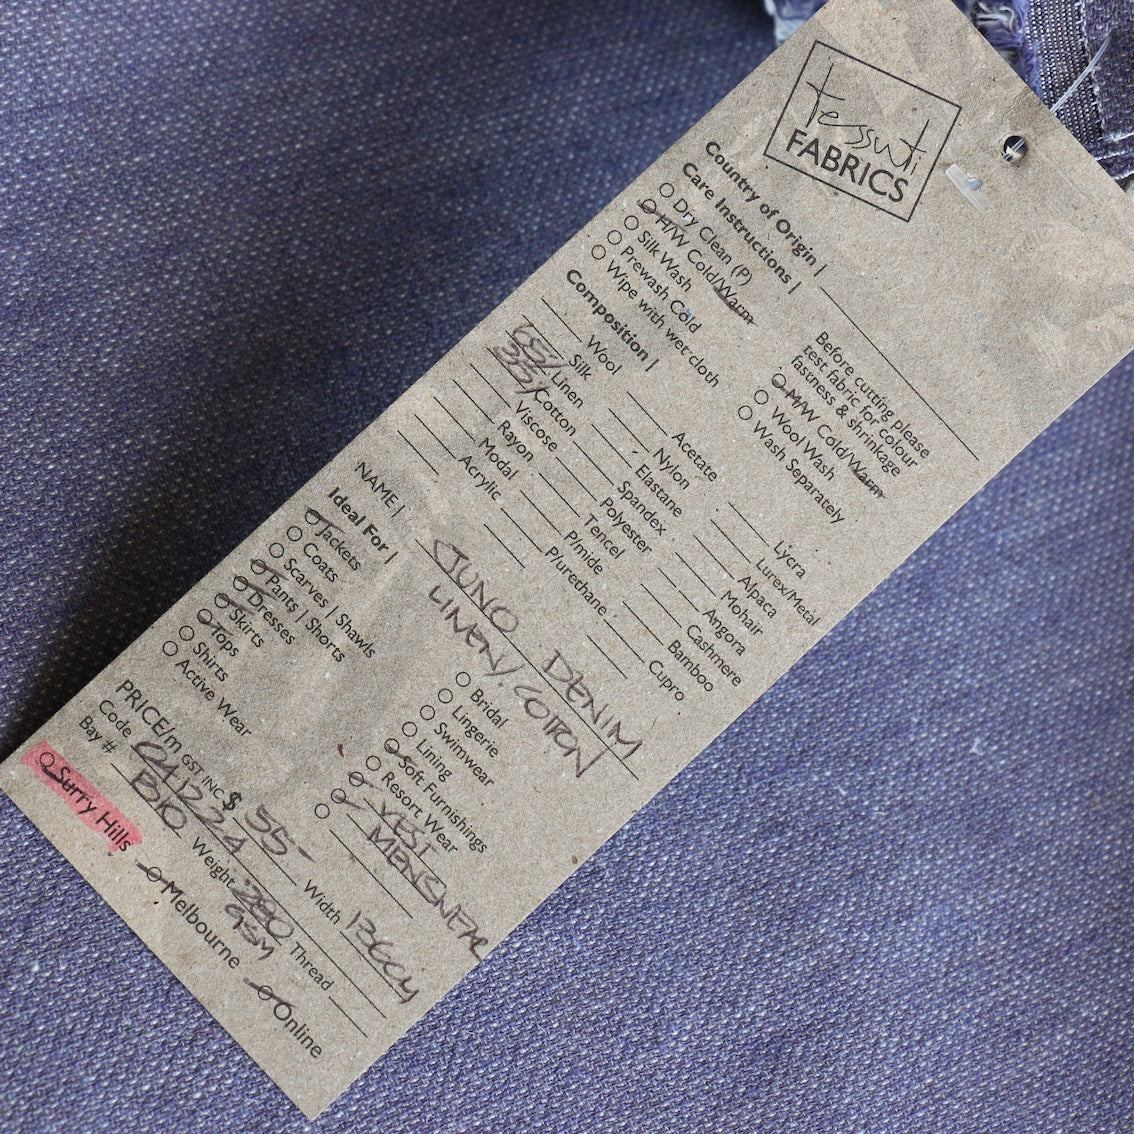 tessuti
FABRICS
Country of Origin |
Care Instructions |
Dry Clean (P)
H/W Cold/Warm
Silk Wash
Prewash Cold
Wipe with wet cloth
Before cutting please
test fabric for colour
fastness & shrinkage
M/W Cold/Warm
Wool Wash
Wash Separately
Composition |
Wool
Silk
65% Linen
35% Cotton
Viscose
Rayon
Modal
Acrylic
Acetate
Nylon
Elastane
Spandex
Polyester
Tencel
P/mide
P/urethane
Lycra
Lurex/Metal
Alpaca
Mohair
Angora
Cashmere
Bamboo
Cupro
NAME | JUNO DENIM
LINEN/COTTON
Ideal For |
Jackets
Coats
Scarves | Shawls
Pants | Shorts
Dresses
Skirts
Tops
Shirts
Active Wear
Bridal
Lingerie
Swimwear
Lining
Soft Furnishings
Resort Wear
VEST
MENSWEAR
PRICE/m GST INC $ 55-
Width 136cm
Code
Weight 280 gsm
Thread
Bay # B10
Surry Hills
Melbourne
Online